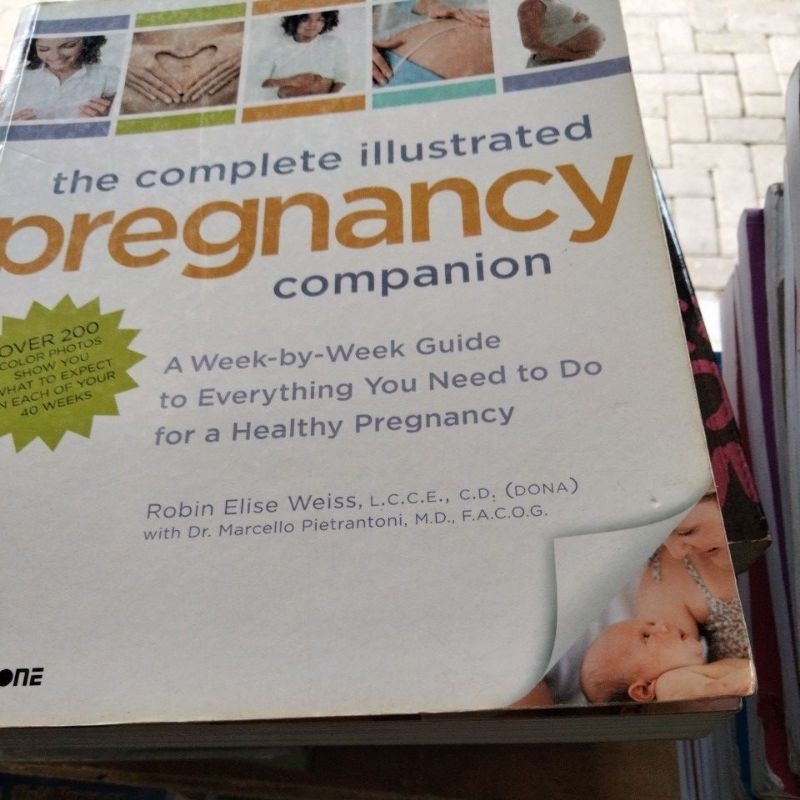 the complete illustrated
pregnancy
companion
OVER 200
COLOR PHOTOS
SHOW YOU
WHAT TO EXPECT
IN EACH OF YOUR
40 WEEKS
A Week-by-Week Guide
to Everything You Need to Do
for a Healthy Pregnancy
Robin Elise Weiss, L.C.C.E., C.D. (DONA)
with Dr. Marcello Pietrantoni, M.D., F.A.C.O.G.